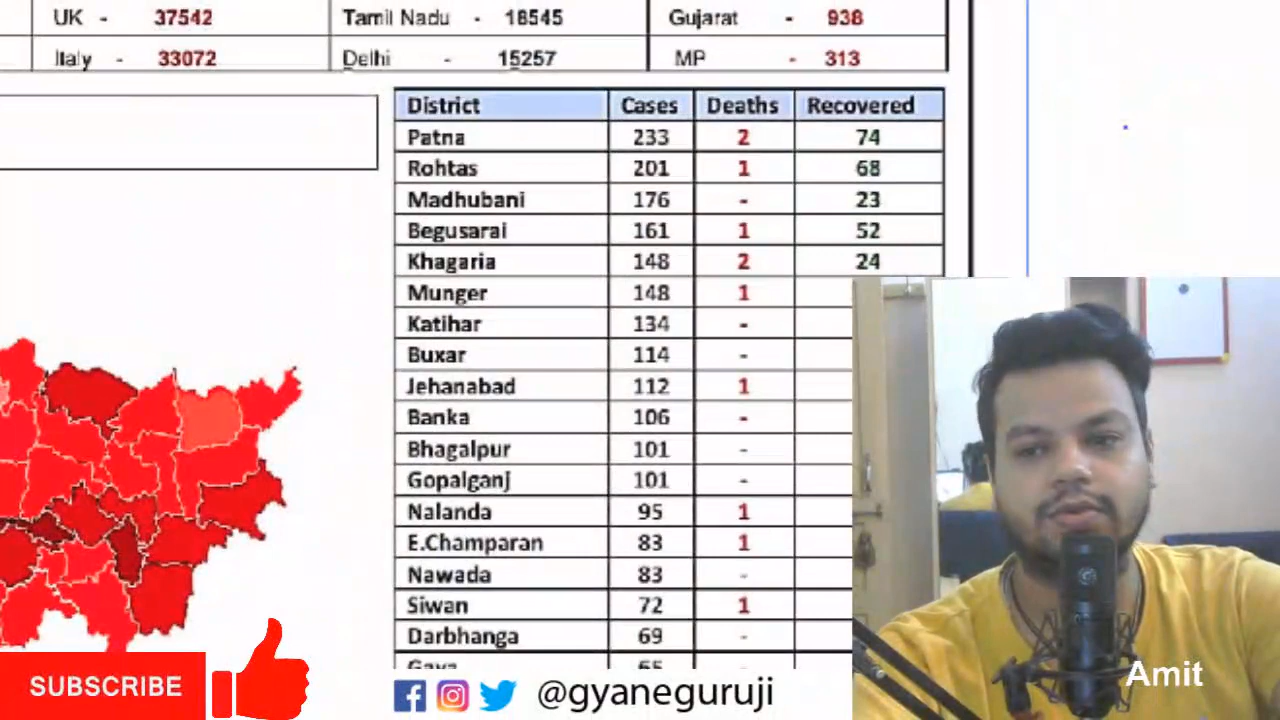 UK - 37542 Tamil Nadu - 18545 Gujarat - 938
Italy - 33072 Delhi - 15257 MP - 313
District Cases Deaths Recovered
Patna 233 2 74
Rohtas 201 1 68
Madhubani 176 - 23
Begusarai 161 1 52
Khagaria 148 2 24
Munger 148 1
Katihar 134 -
Buxar 114 -
Jehanabad 112 1
Banka 106 -
Bhagalpur 101 -
Gopalganj 101 -
Nalanda 95 1
E.Champaran 83 1
Nawada 83 -
Siwan 72 1
Darbhanga 69 -
Gaya 65 -
SUBSCRIBE
@gyaneguruji
Amit